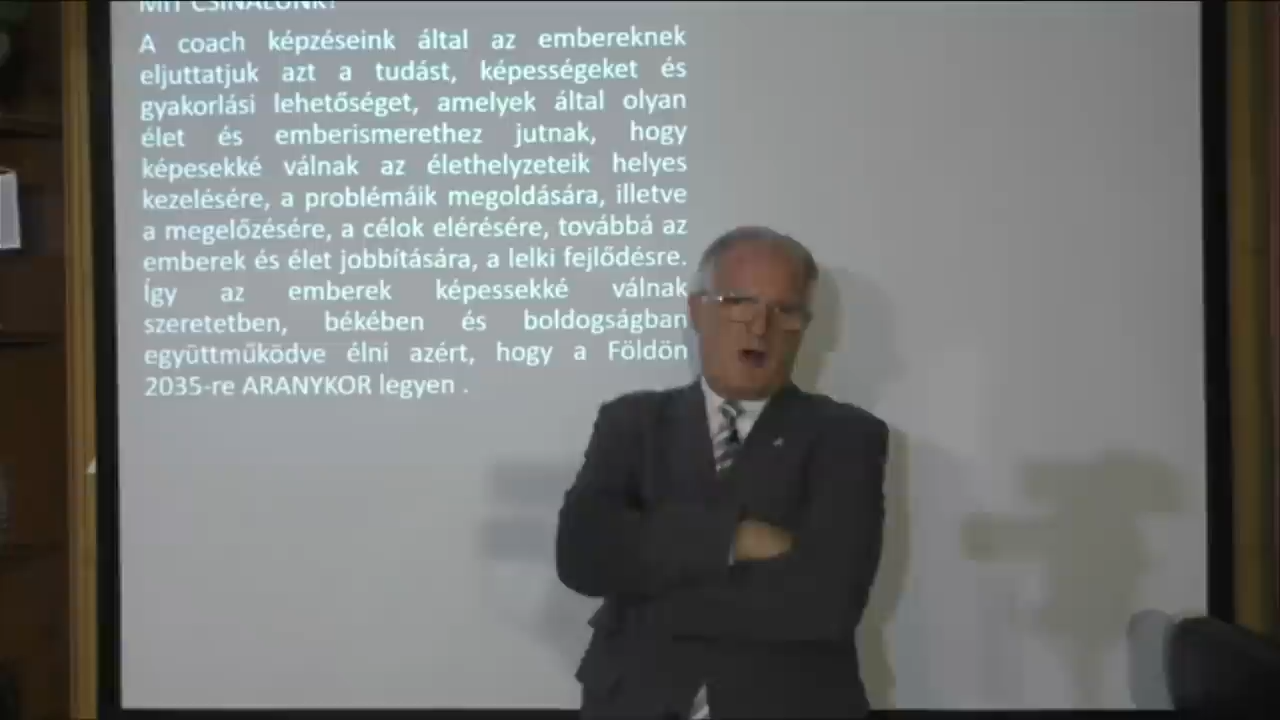 MIT CSINÁLUNK?
A coach képzéseink által az embereknek
eljuttatjuk azt a tudást, képességeket és
gyakorlási lehetőséget, amelyek által olyan
élet és emberismerethez jutnak, hogy
képesekké válnak az élethelyzeteik helyes
kezelésére, a problémáik megoldására, illetve
a megelőzésére, a célok elérésére, továbbá az
emberek és élet jobbítására, a lelki fejlődésre.
Így az emberek képessekké válnak
szeretetben, békében és boldogságban
együttműködve élni azért, hogy a Földön
2035-re ARANYKOR legyen .